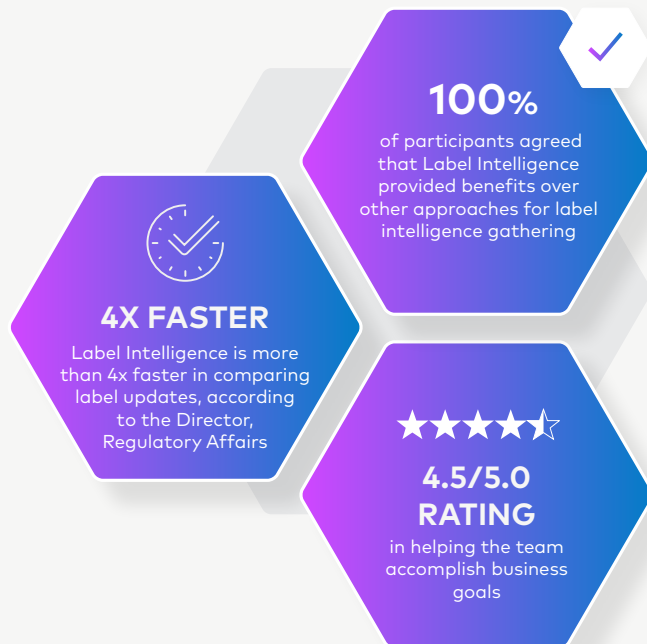 100%
of participants agreed
that Label Intelligence
provided benefits over
other approaches for label
intelligence gathering
4X FASTER
Label Intelligence is more
than 4x faster in comparing
label updates, according
to the Director,
Regulatory Affairs
4.5/5.0
RATING
in helping the team
accomplish business
goals